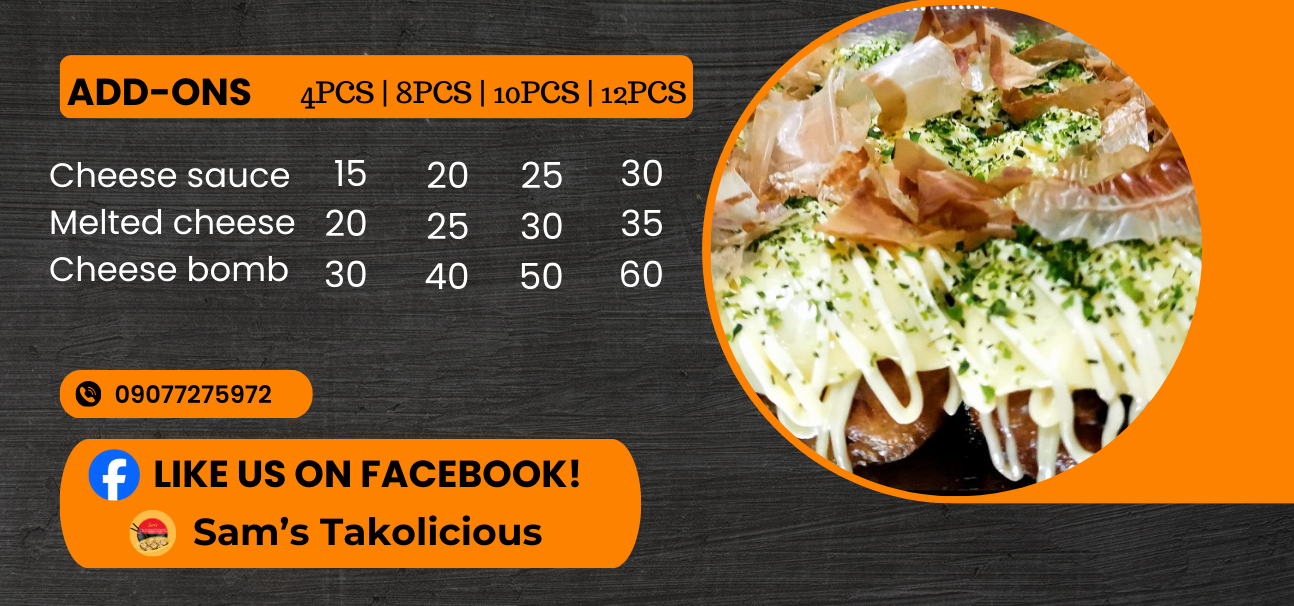 ADD-ONS 4PCS | 8PCS | 10PCS | 12PCS
Cheese sauce 15 20 25 30
Melted cheese 20 25 30 35
Cheese bomb 30 40 50 60
09077275972
LIKE US ON FACEBOOK!
Sam's Takolicious